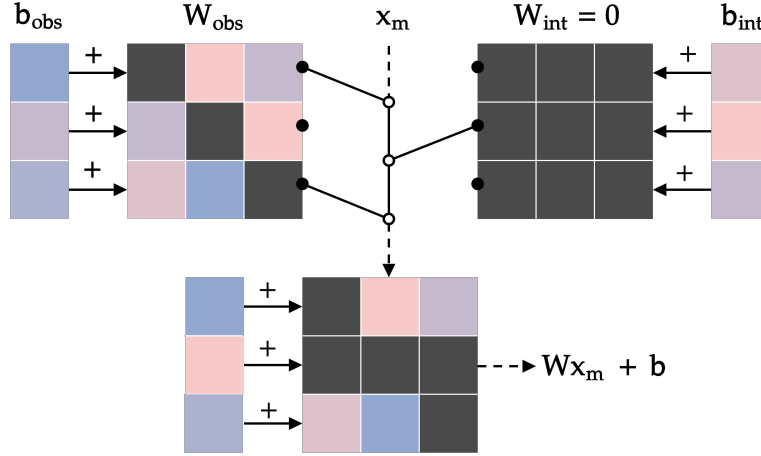 b_obs W_obs x_m W_int = 0 b_int
+ +
+ +
+ +
+
+ Wx_m + b
+